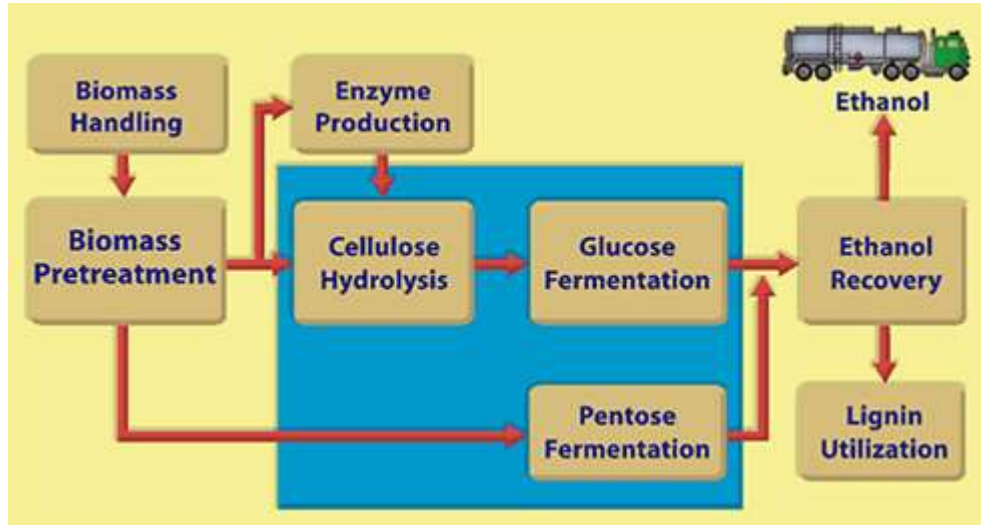 Biomass
Handling
Enzyme
Production
Ethanol
Biomass
Pretreatment
Cellulose
Hydrolysis
Glucose
Fermentation
Ethanol
Recovery
Pentose
Fermentation
Lignin
Utilization